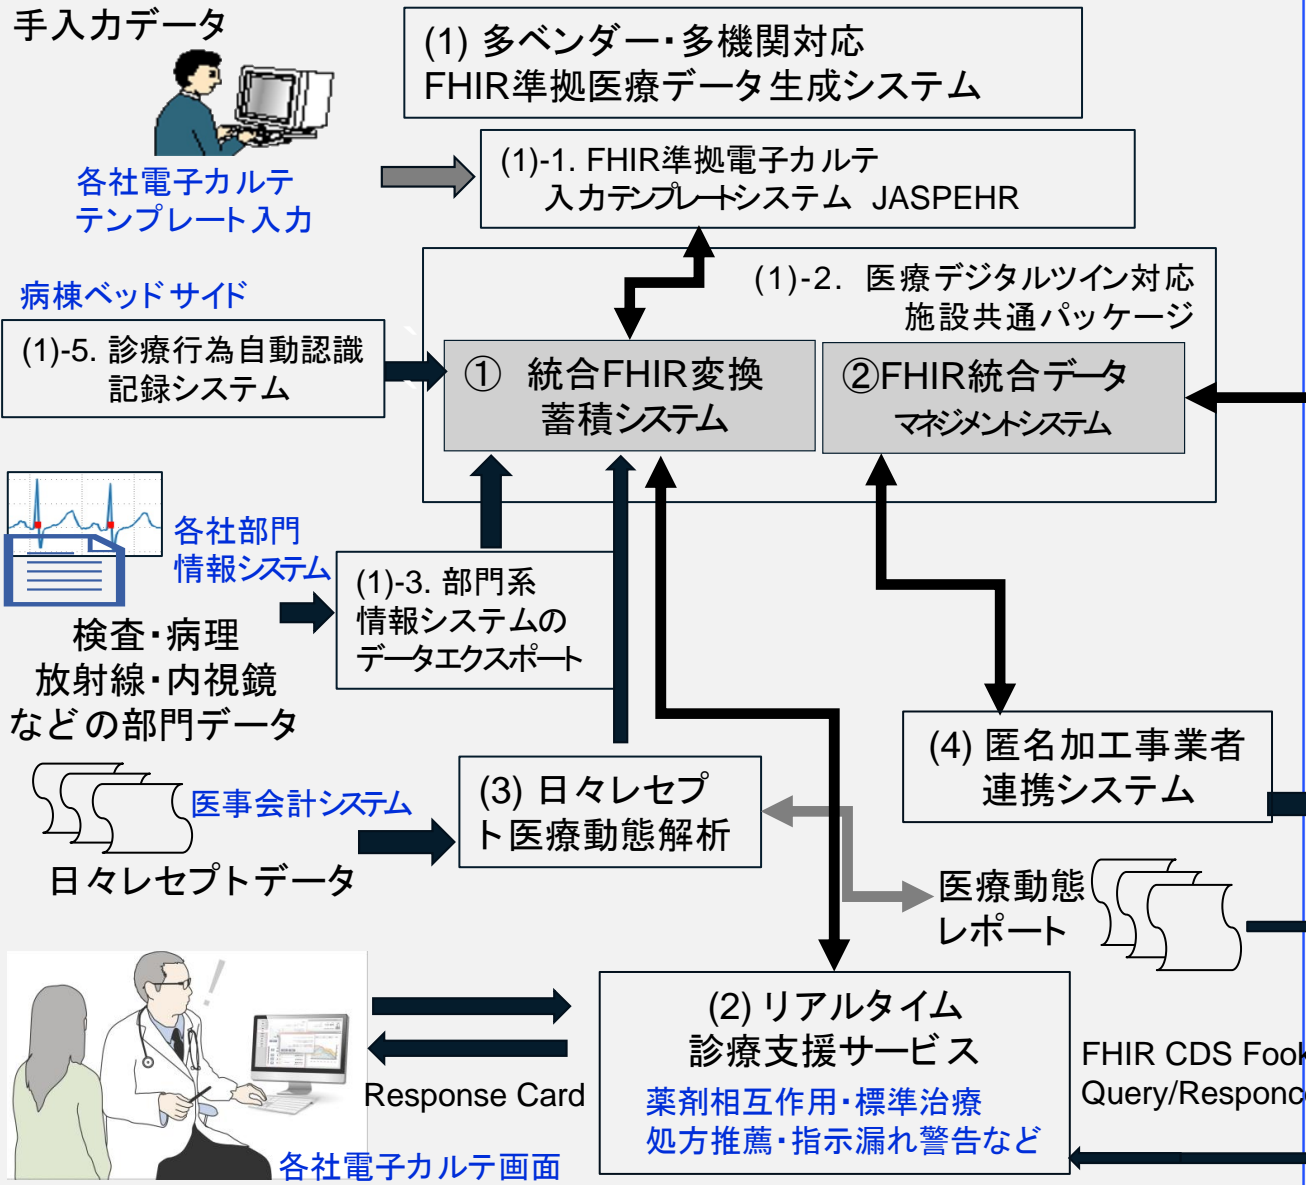 手入力データ
(1) 多ベンダー・多機関対応
FHIR準拠医療データ生成システム
各社電子カルテ
テンプレート入力
(1)-1. FHIR準拠電子カルテ
入力テンプレートシステム JASPEHR
病棟ベッドサイド
(1)-5. 診療行為自動認識
記録システム
(1)-2. 医療デジタルツイン対応
施設共通パッケージ
① 統合FHIR変換
蓄積システム
②FHIR統合データ
マネジメントシステム
各社部門
情報システム
検査・病理
放射線・内視鏡
などの部門データ
(1)-3. 部門系
情報システムの
データエクスポート
(4) 匿名加工事業者
連携システム
医事会計システム
日々レセプトデータ
(3) 日々レセプ
ト医療動態解析
医療動態
レポート
Response Card
各社電子カルテ画面
(2) リアルタイム
診療支援サービス
薬剤相互作用・標準治療
処方推薦・指示漏れ警告など
FHIR CDS Fook
Query/Responce